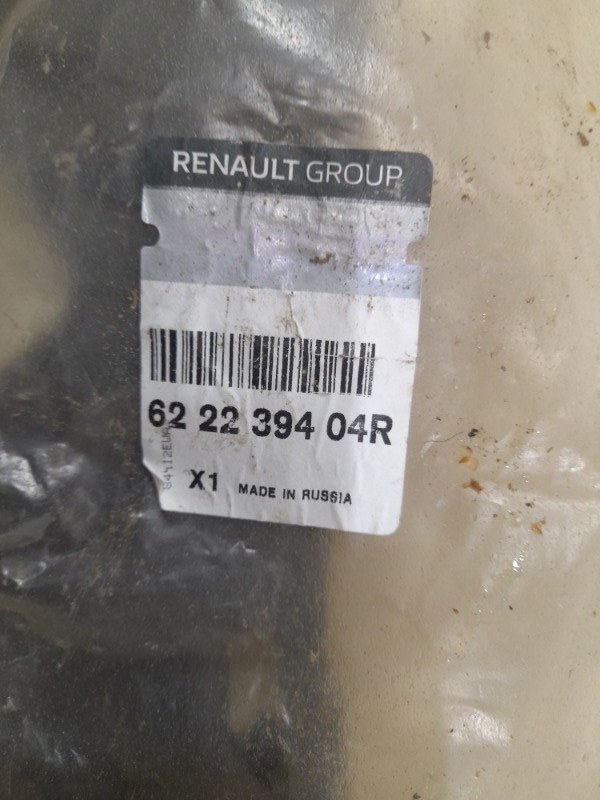 RENAULT GROUP
62 22 394 04R
X1 MADE IN RUSSIA